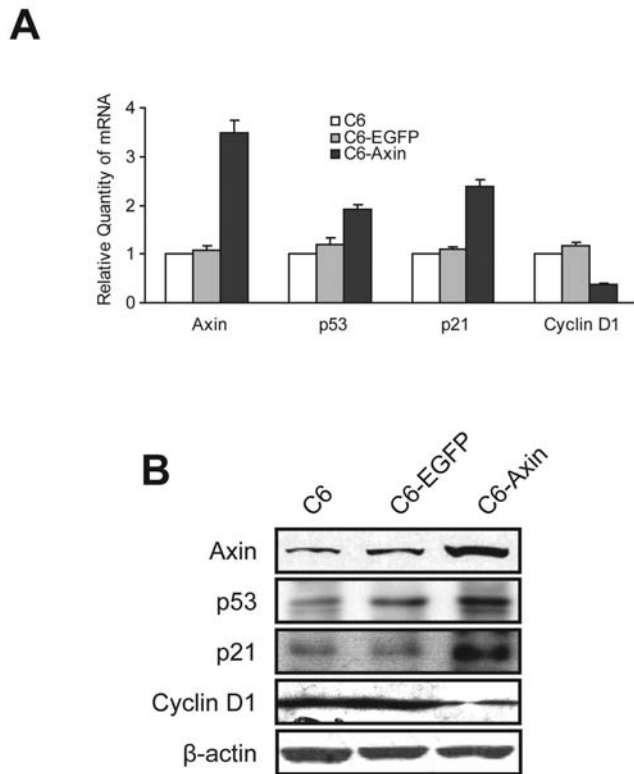 A
Relative Quantity of mRNA
4
3
2
1
0
C6
C6-EGFP
C6-Axin
Axin p53 p21 Cyclin D1
B
C6 C6-EGFP C6-Axin
Axin
p53
p21
Cyclin D1
β-actin